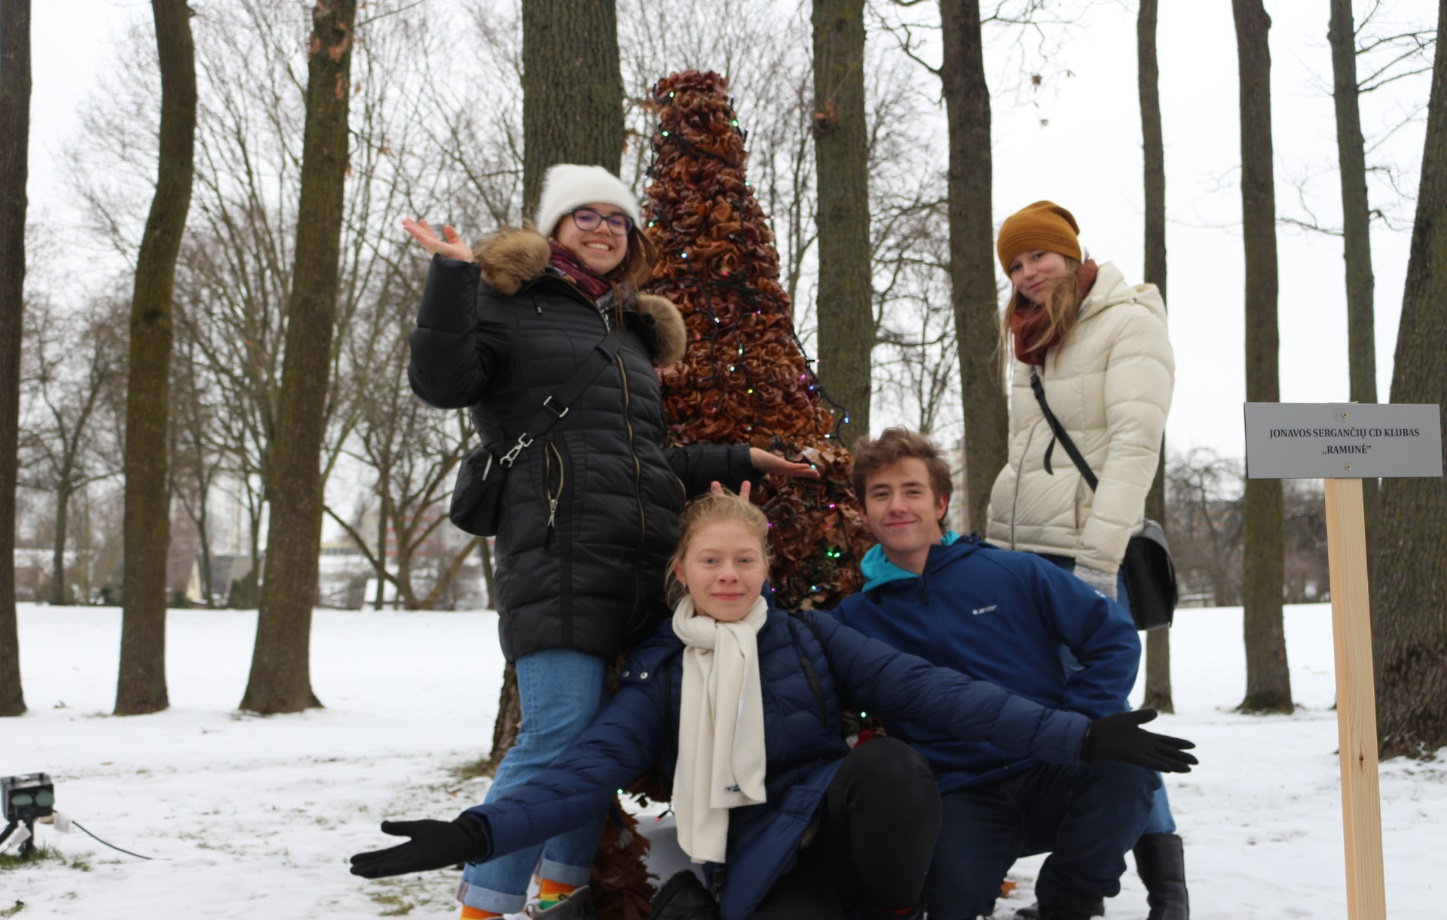 JONAVOS SERGANČIŲ CD KLUBAS
„RAMUNĖ“